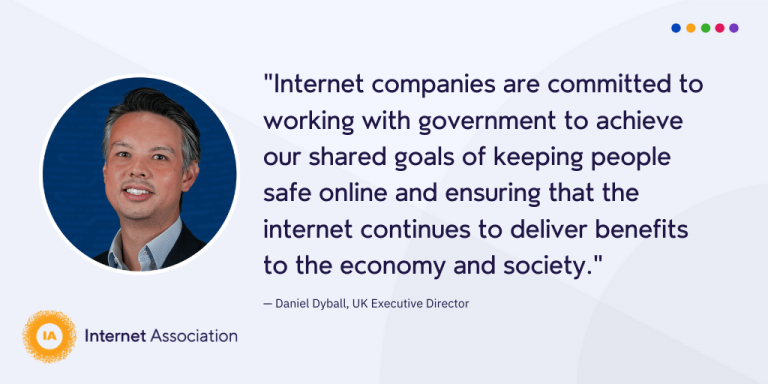 "Internet companies are committed to
working with government to achieve
our shared goals of keeping people
safe online and ensuring that the
internet continues to deliver benefits
to the economy and society."
— Daniel Dyball, UK Executive Director
IA
Internet Association